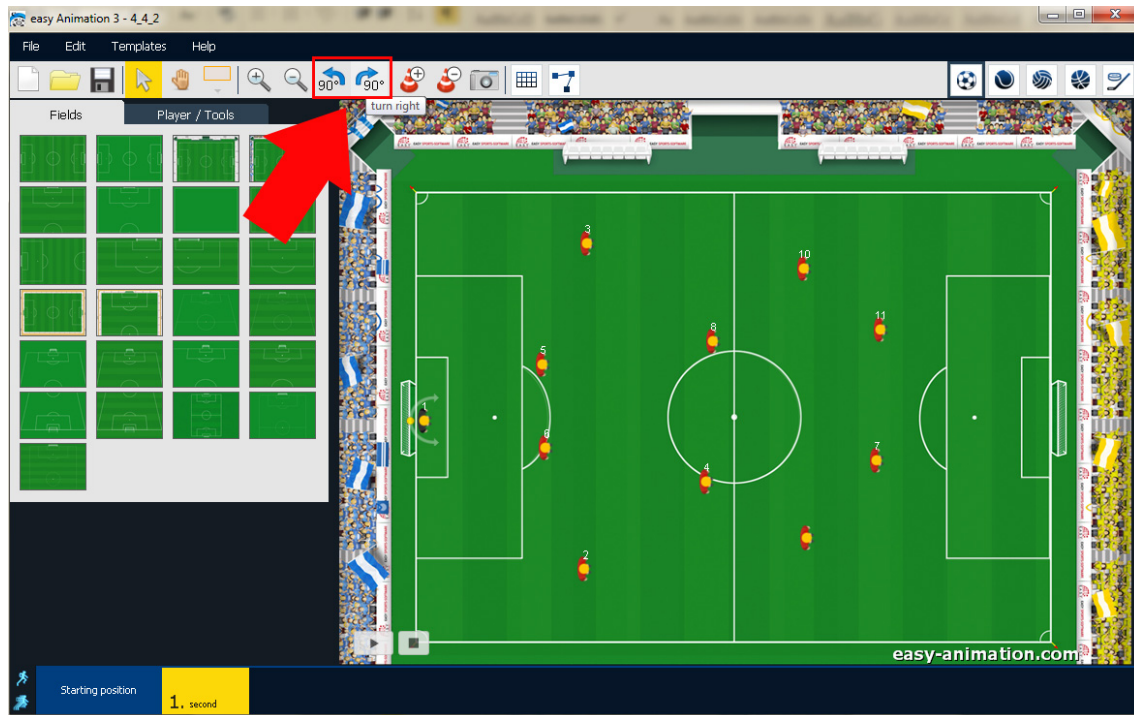 easy Animation 3 - 4_4_2
File Edit Templates Help
90° 90°
turn right
Fields Player / Tools
3
10
11
8
5
1
6
7
4
2
easy-animation.com
Starting position 1. second